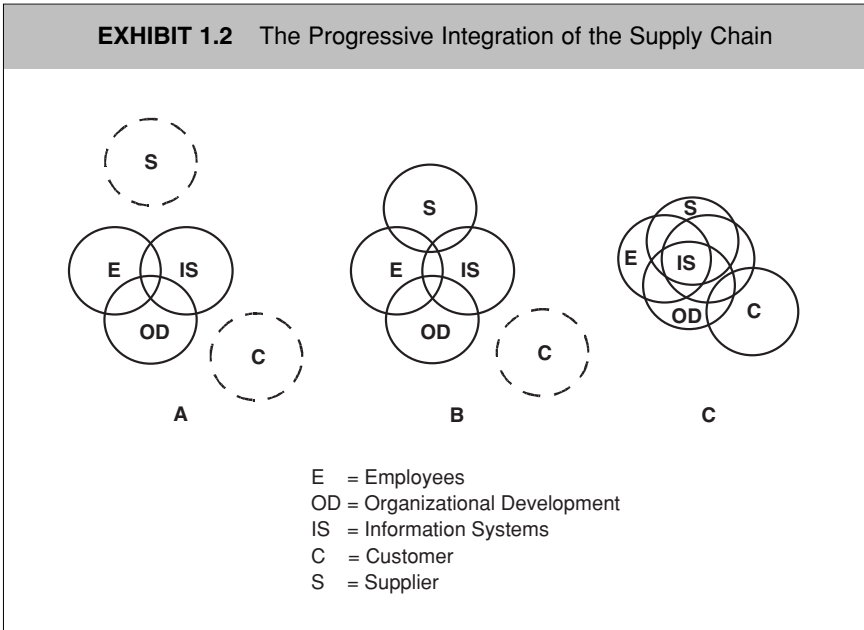 EXHIBIT 1.2 The Progressive Integration of the Supply Chain
S
E IS
OD
C
A
S
E IS
OD
C
B
S
E IS
OD C
C
E = Employees
OD = Organizational Development
IS = Information Systems
C = Customer
S = Supplier